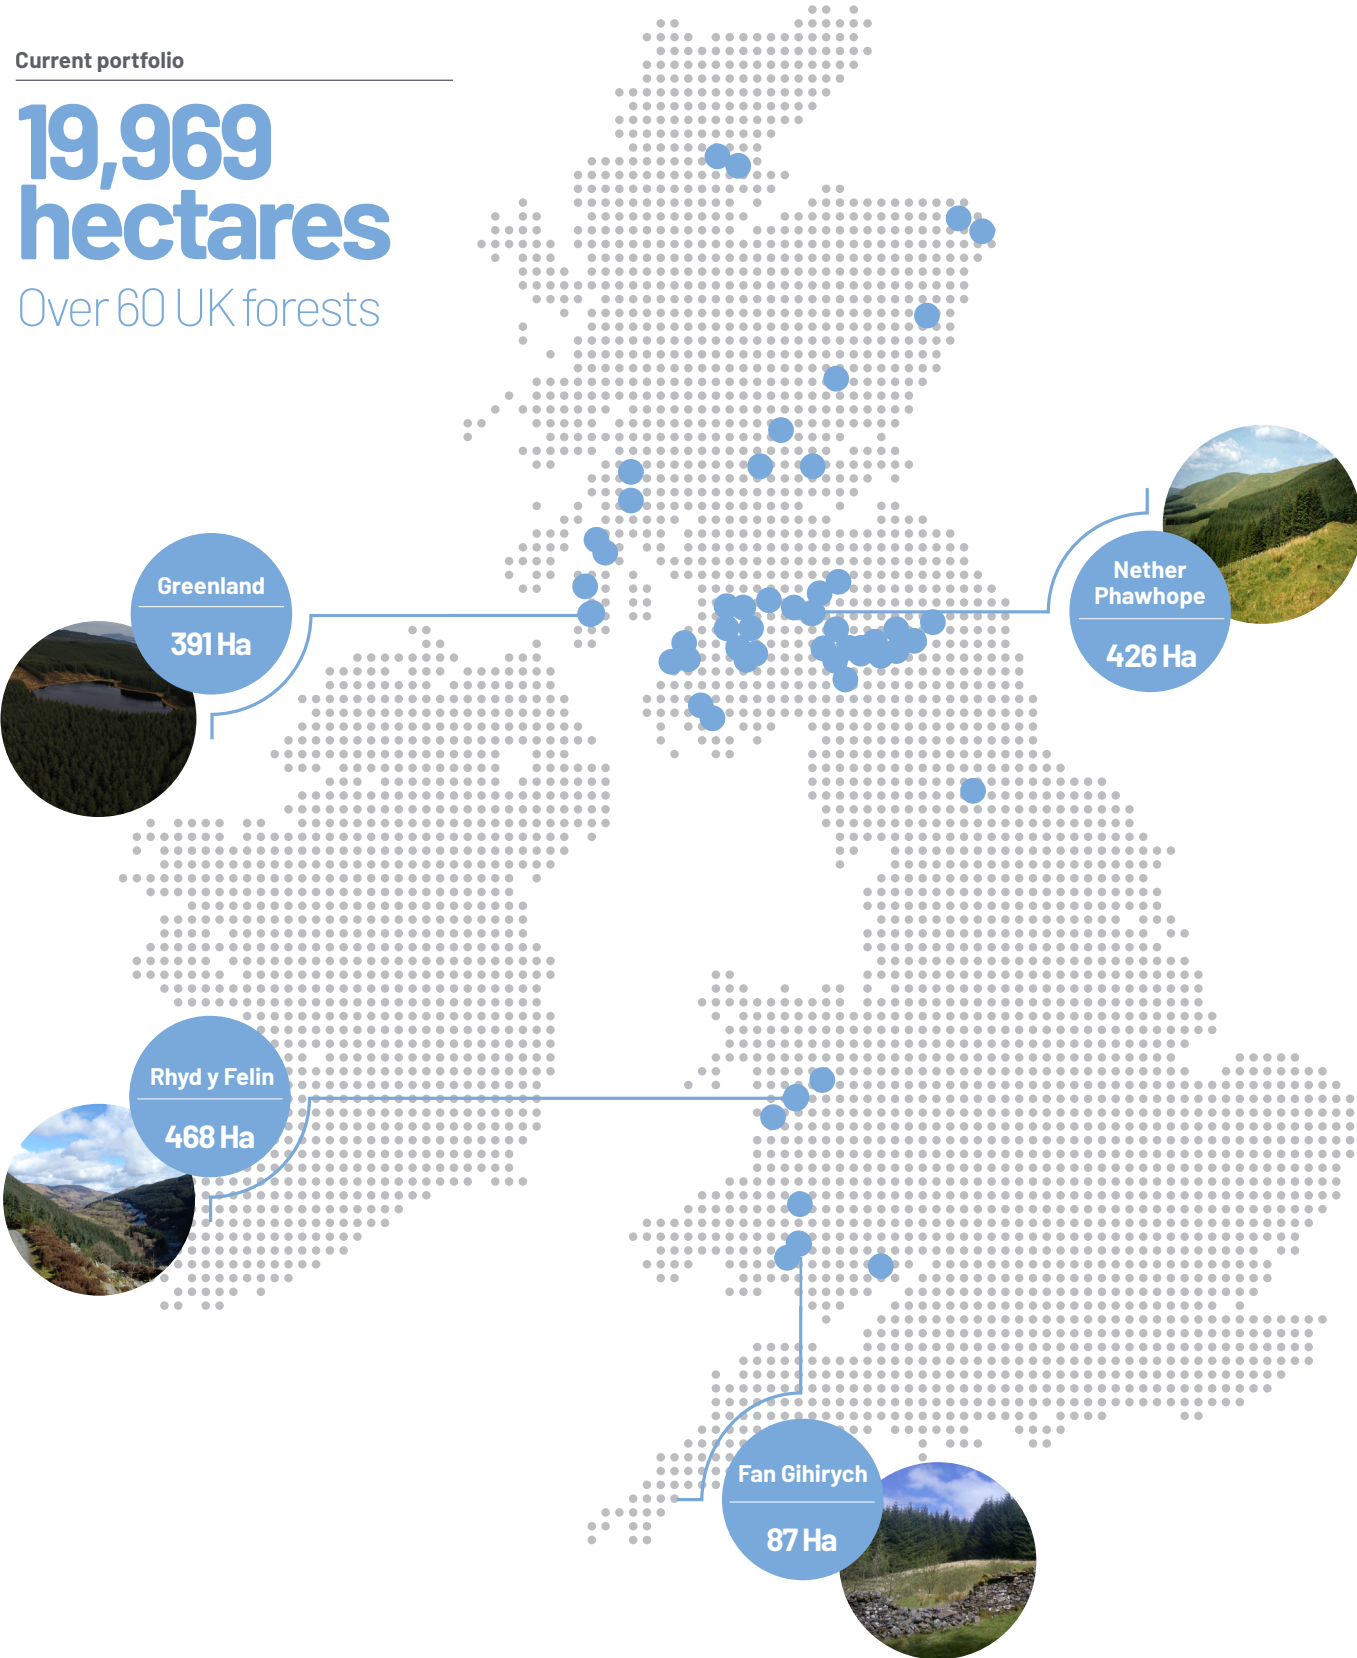 Current portfolio
19,969
hectares
Over 60 UK forests
Greenland
391 Ha
Nether
Phawhope
426 Ha
Rhyd y Felin
468 Ha
Fan Gihirych
87 Ha